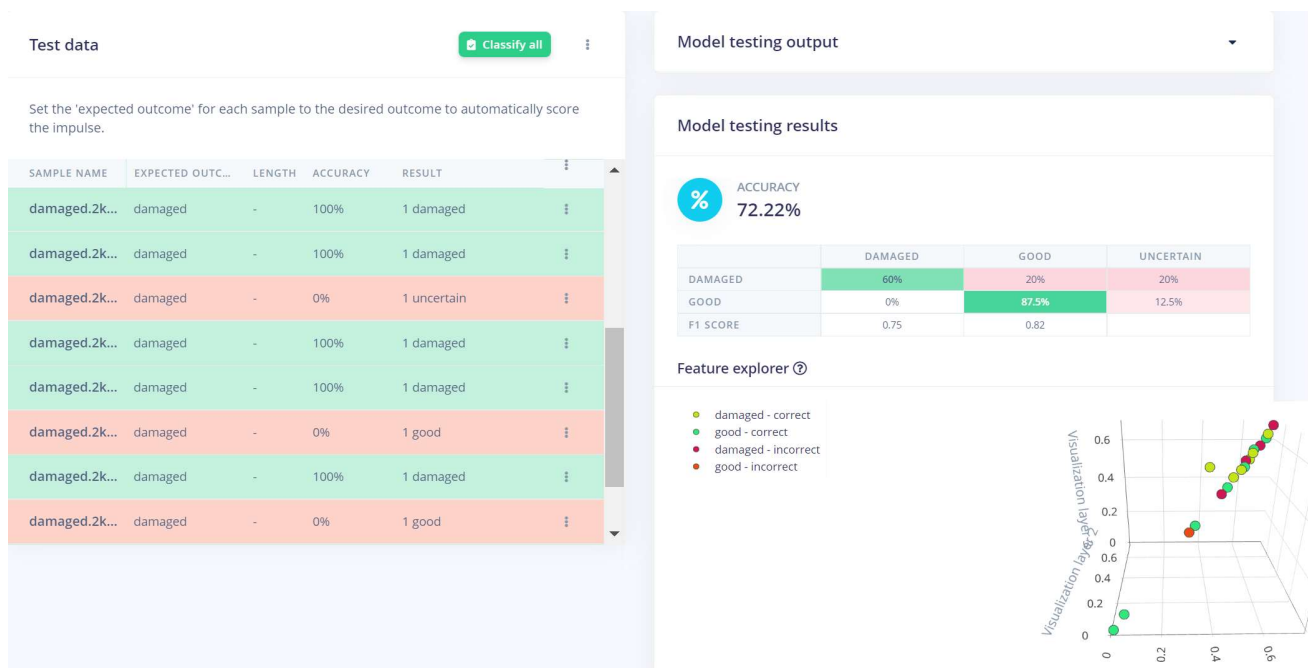 Test data
Classify all
Set the 'expected outcome' for each sample to the desired outcome to automatically score
the impulse.
SAMPLE NAME EXPECTED OUTC... LENGTH ACCURACY RESULT
damaged.2k... damaged - 100% 1 damaged
damaged.2k... damaged - 100% 1 damaged
damaged.2k... damaged - 0% 1 uncertain
damaged.2k... damaged - 100% 1 damaged
damaged.2k... damaged - 100% 1 damaged
damaged.2k... damaged - 0% 1 good
damaged.2k... damaged - 100% 1 damaged
damaged.2k... damaged - 0% 1 good
Model testing output
Model testing results
%
ACCURACY
72.22%
DAMAGED GOOD UNCERTAIN
DAMAGED 60% 20% 20%
GOOD 0% 87.5% 12.5%
F1 SCORE 0.75 0.82
Feature explorer ?
damaged - correct
good - correct
damaged - incorrect
good - incorrect
Visualization layer
0.6
0.4
0.2
0
Visualization layer 2
0.6
0.4
0.2
0
0
0.2
0.4
0.6